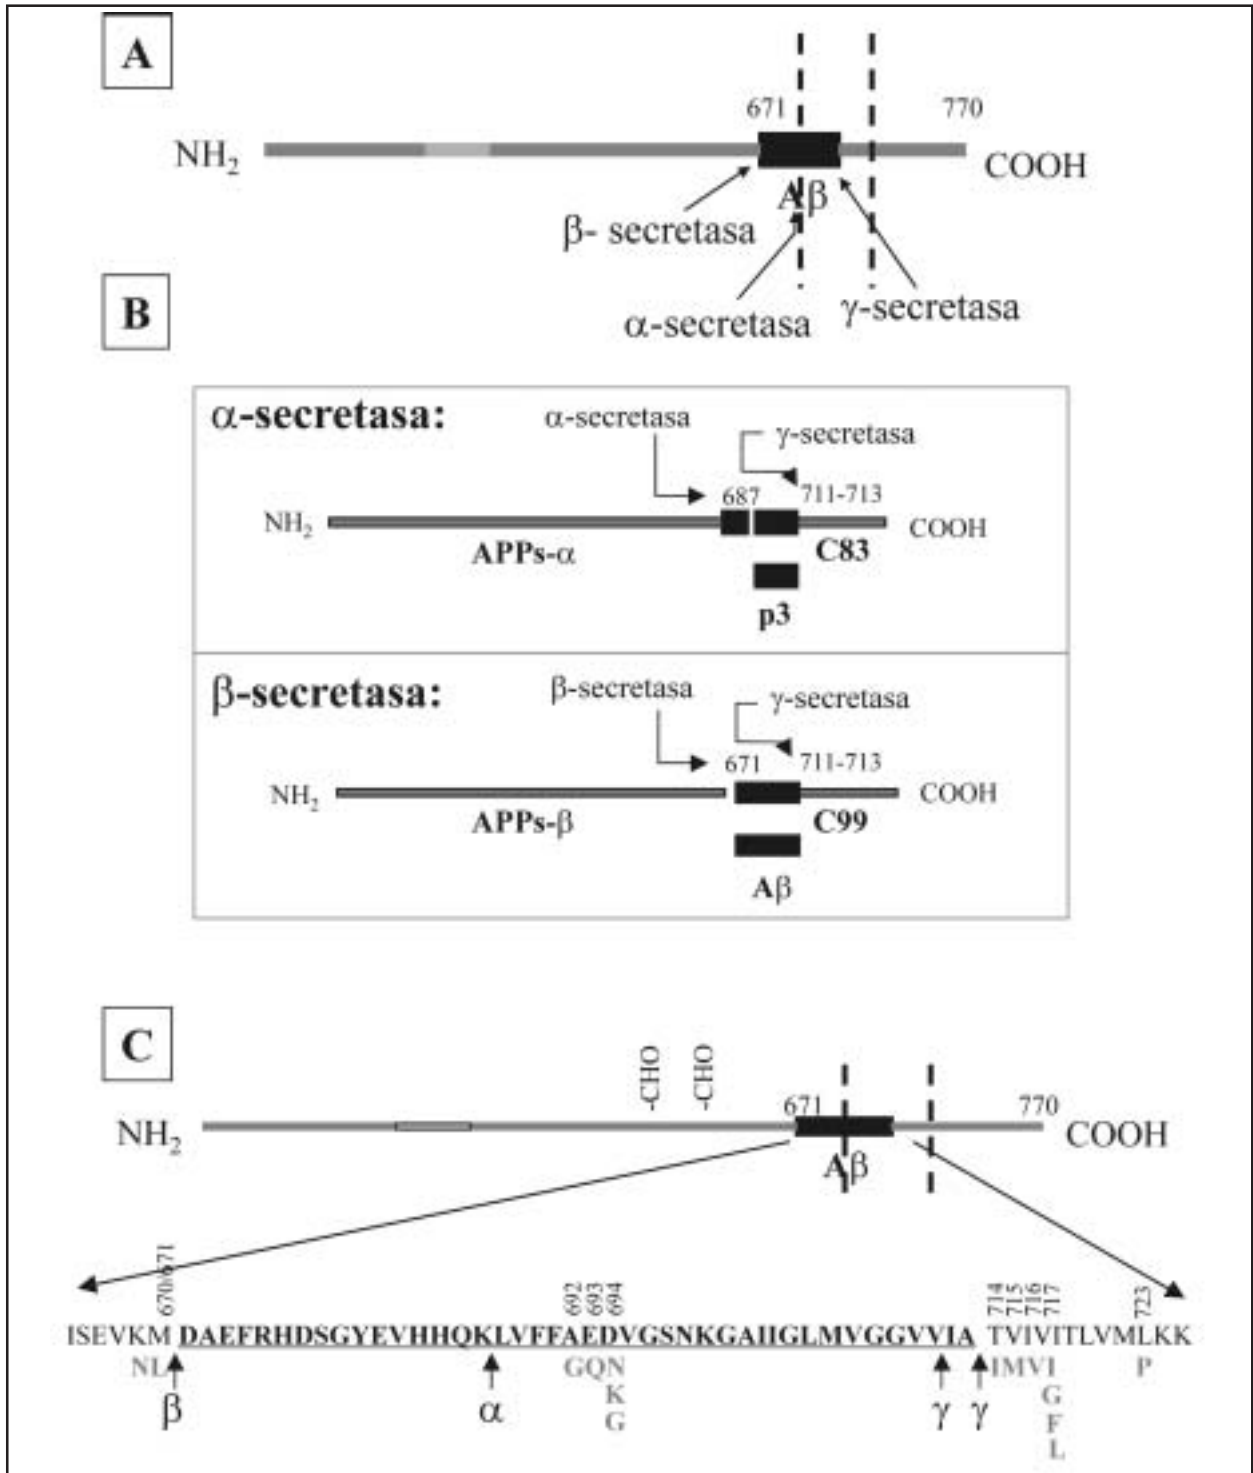 A
671
770
NH2
COOH
Aβ
β- secretasa
α-secretasa
γ-secretasa
B
α-secretasa:
α-secretasa
γ-secretasa
687
711-713
NH2
COOH
APPs-α
C83
p3
β-secretasa:
β-secretasa
γ-secretasa
671
711-713
NH2
COOH
APPs-β
C99
Aβ
C
-CHO
-CHO
671
770
NH2
COOH
Aβ
670/671
692
693
694
714
715
716
717
723
ISEVKM DAEFRHDSGYEVHHQKLVFFAEDVGSNKGAIIGLMVGGVVIA TVIVITLVMLKK
NL GQN IMVI P
K G
G F
L
β α γ γ